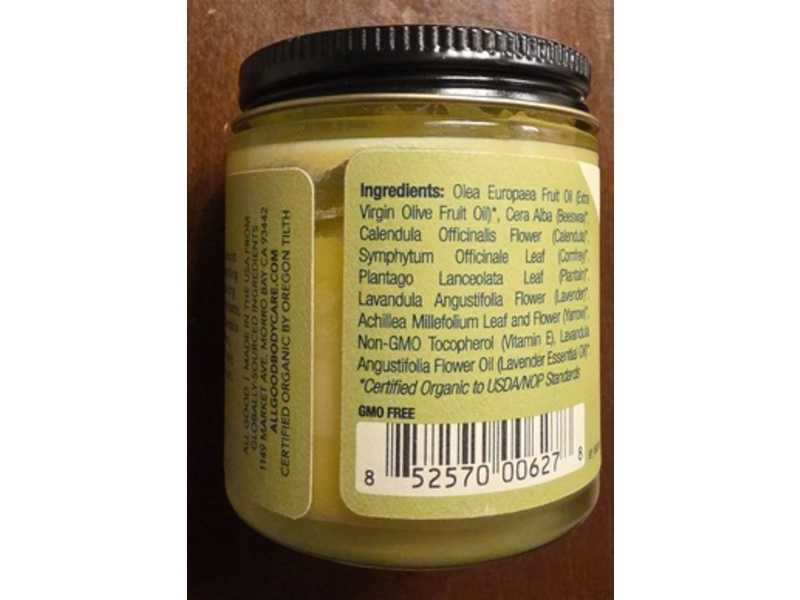 ALL GOOD | MADE IN THE USA FROM
GLOBALLY-SOURCED INGREDIENTS
1149 MARKET AVE. MORRO BAY CA 93442
ALLGOODBODYCARE.COM
CERTIFIED ORGANIC BY OREGON TILTH
Ingredients: Olea Europaea Fruit Oil (Extra
Virgin Olive Fruit Oil)*, Cera Alba (Beeswax)*,
Calendula Officinalis Flower (Calendula)*,
Symphytum Officinale Leaf (Comfrey)*,
Plantago Lanceolata Leaf (Plantain)*,
Lavandula Angustifolia Flower (Lavender)*,
Achillea Millefolium Leaf and Flower (Yarrow)*,
Non-GMO Tocopherol (Vitamin E), Lavandula
Angustifolia Flower Oil (Lavender Essential Oil)*
*Certified Organic to USDA/NOP Standards
GMO FREE
8 52570 00627 8